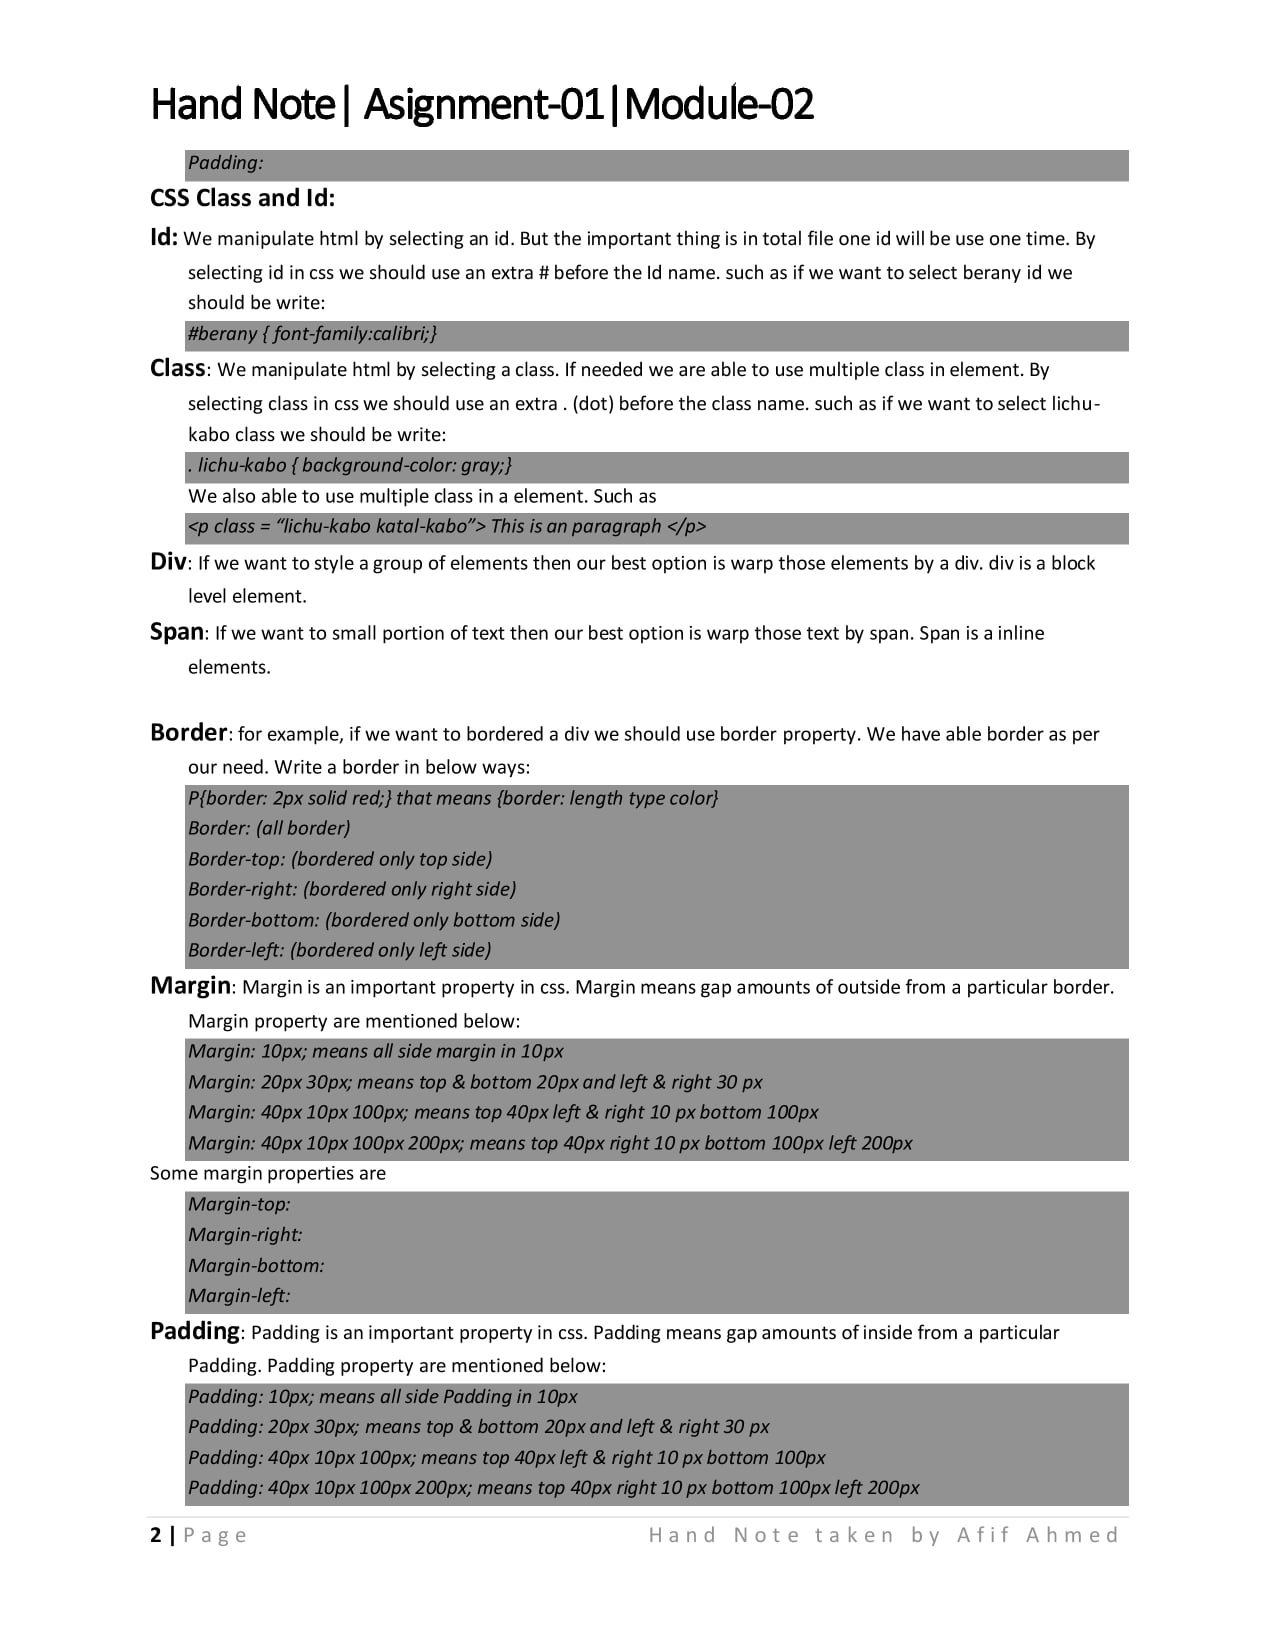 Hand Note| Asignment-01|Module-02
Padding:
CSS Class and Id:
Id: We manipulate html by selecting an id. But the important thing is in total file one id will be use one time. By
selecting id in css we should use an extra # before the Id name. such as if we want to select berany id we
should be write:
#berany { font-family:calibri;}
Class: We manipulate html by selecting a class. If needed we are able to use multiple class in element. By
selecting class in css we should use an extra . (dot) before the class name. such as if we want to select lichu-
kabo class we should be write:
. lichu-kabo { background-color: gray;}
We also able to use multiple class in a element. Such as
<p class = “lichu-kabo katal-kabo”> This is an paragraph </p>
Div: If we want to style a group of elements then our best option is warp those elements by a div. div is a block
level element.
Span: If we want to small portion of text then our best option is warp those text by span. Span is a inline
elements.
Border: for example, if we want to bordered a div we should use border property. We have able border as per
our need. Write a border in below ways:
P{border: 2px solid red;} that means {border: length type color}
Border: (all border)
Border-top: (bordered only top side)
Border-right: (bordered only right side)
Border-bottom: (bordered only bottom side)
Border-left: (bordered only left side)
Margin: Margin is an important property in css. Margin means gap amounts of outside from a particular border.
Margin property are mentioned below:
Margin: 10px; means all side margin in 10px
Margin: 20px 30px; means top & bottom 20px and left & right 30 px
Margin: 40px 10px 100px; means top 40px left & right 10 px bottom 100px
Margin: 40px 10px 100px 200px; means top 40px right 10 px bottom 100px left 200px
Some margin properties are
Margin-top:
Margin-right:
Margin-bottom:
Margin-left:
Padding: Padding is an important property in css. Padding means gap amounts of inside from a particular
Padding. Padding property are mentioned below:
Padding: 10px; means all side Padding in 10px
Padding: 20px 30px; means top & bottom 20px and left & right 30 px
Padding: 40px 10px 100px; means top 40px left & right 10 px bottom 100px
Padding: 40px 10px 100px 200px; means top 40px right 10 px bottom 100px left 200px
2 | Page Hand Note taken by Afif Ahmed